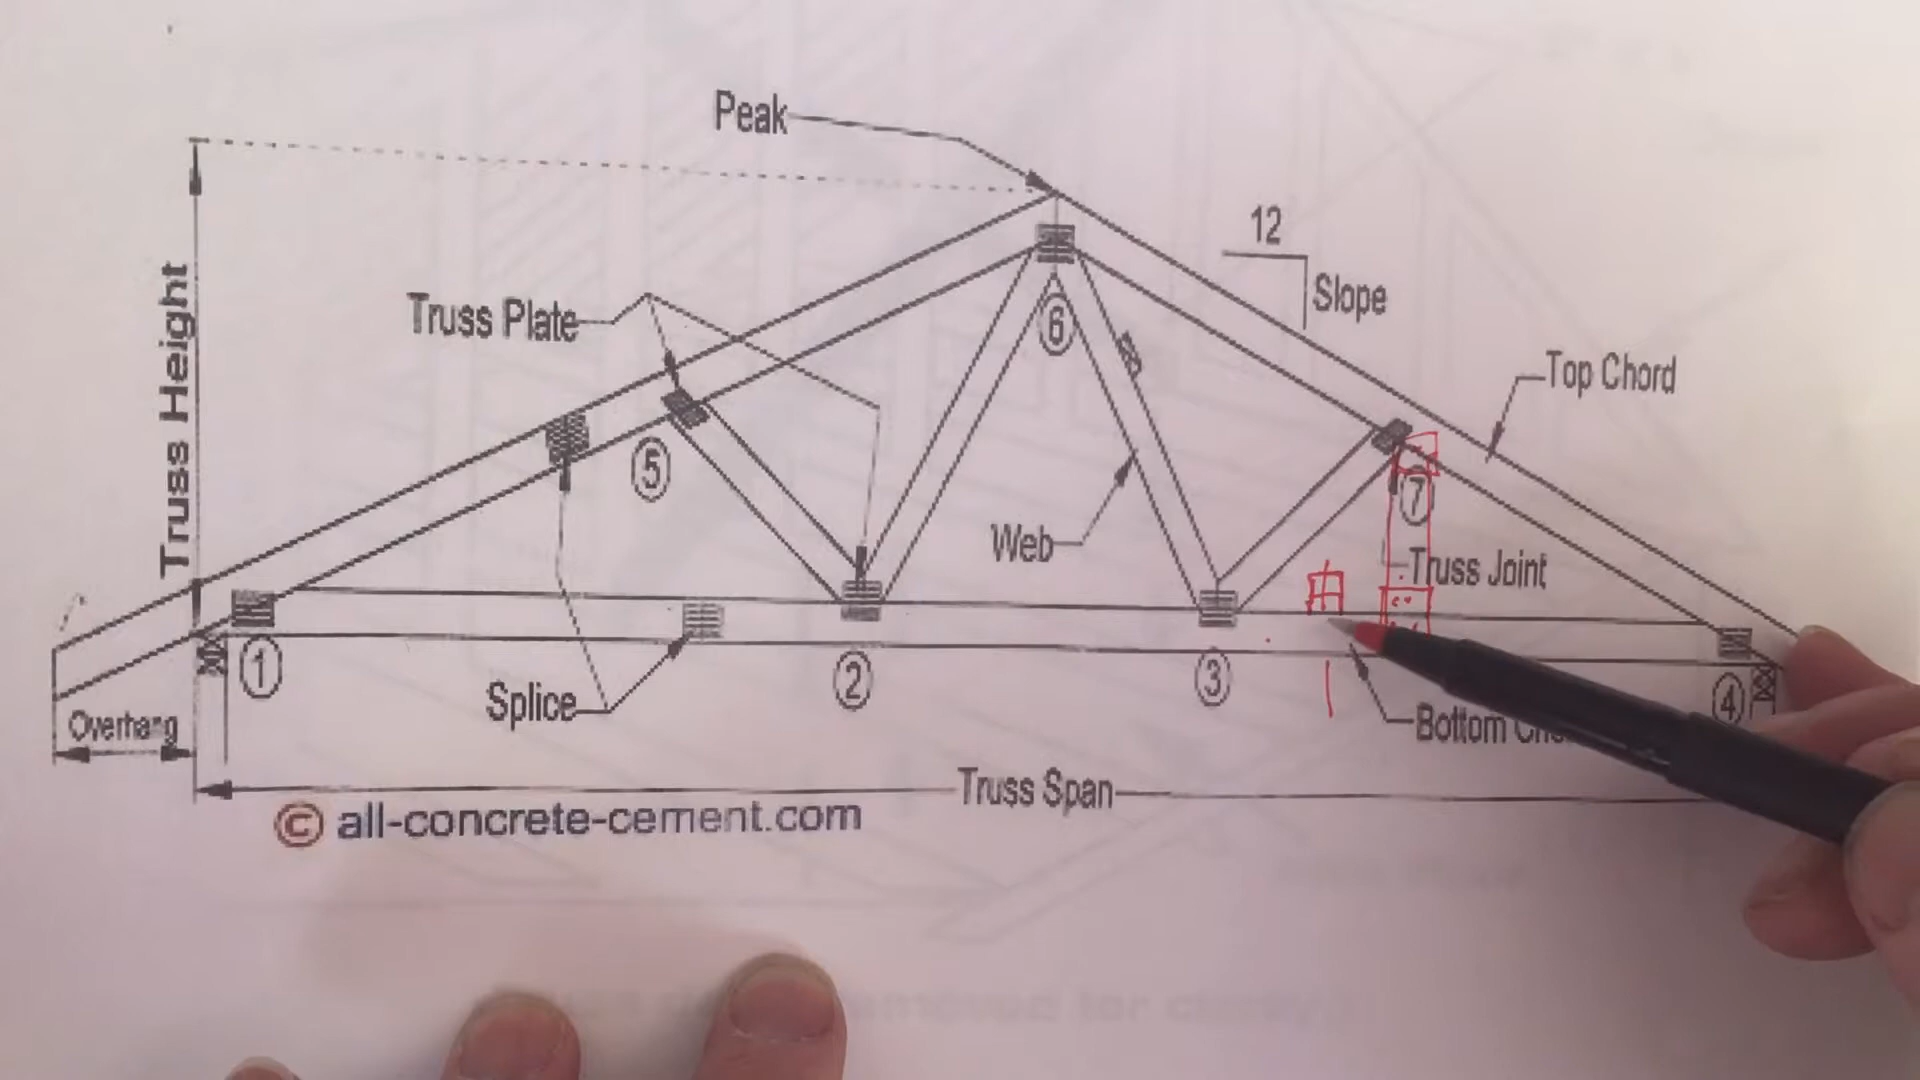 Peak
12
Slope
Truss Plate
Top Chord
Truss Height
6
5
7
Web
Truss Joint
1
2
3
4
Splice
Overhang
Bottom
Truss Span
© all-concrete-cement.com